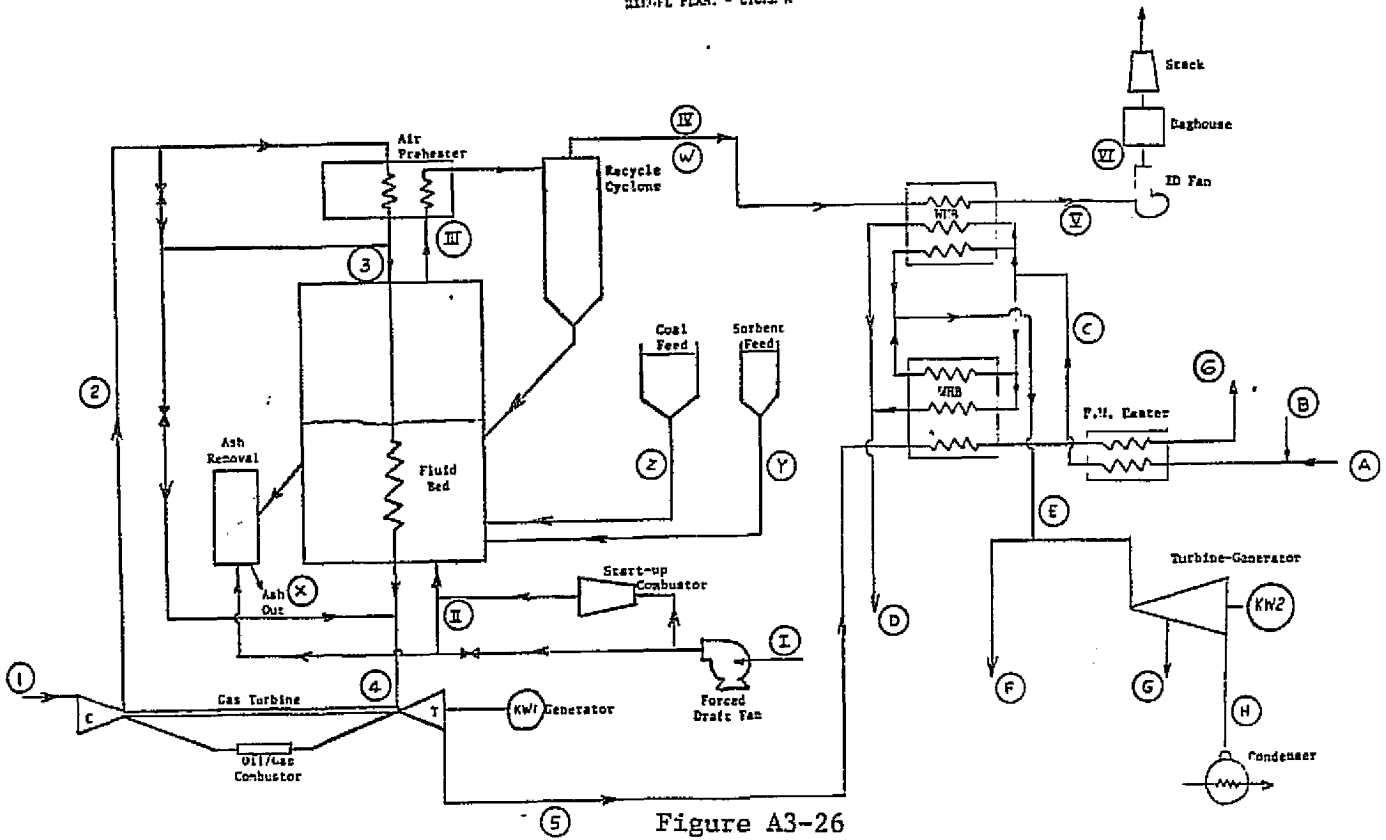 Stack
Baghouse
VI
ID Fan
IV
W
Air
Preheater
Recycle
Cyclone
III
WHB
V
3
C
Coal
Feed
Sorbent
Feed
2
G
B
F.W. Heater
WHB
A
Ash
Removal
Fluid
Bed
Z
Y
E
Turbine-Generator
Start-up
Combustor
X
Ash
Out
II
KW2
D
I
1
4
F
G
Gas Turbine
C
T
KW1
Generator
Forced
Draft Fan
H
Oil/Gas
Combustor
Condenser
5
Figure A3-26